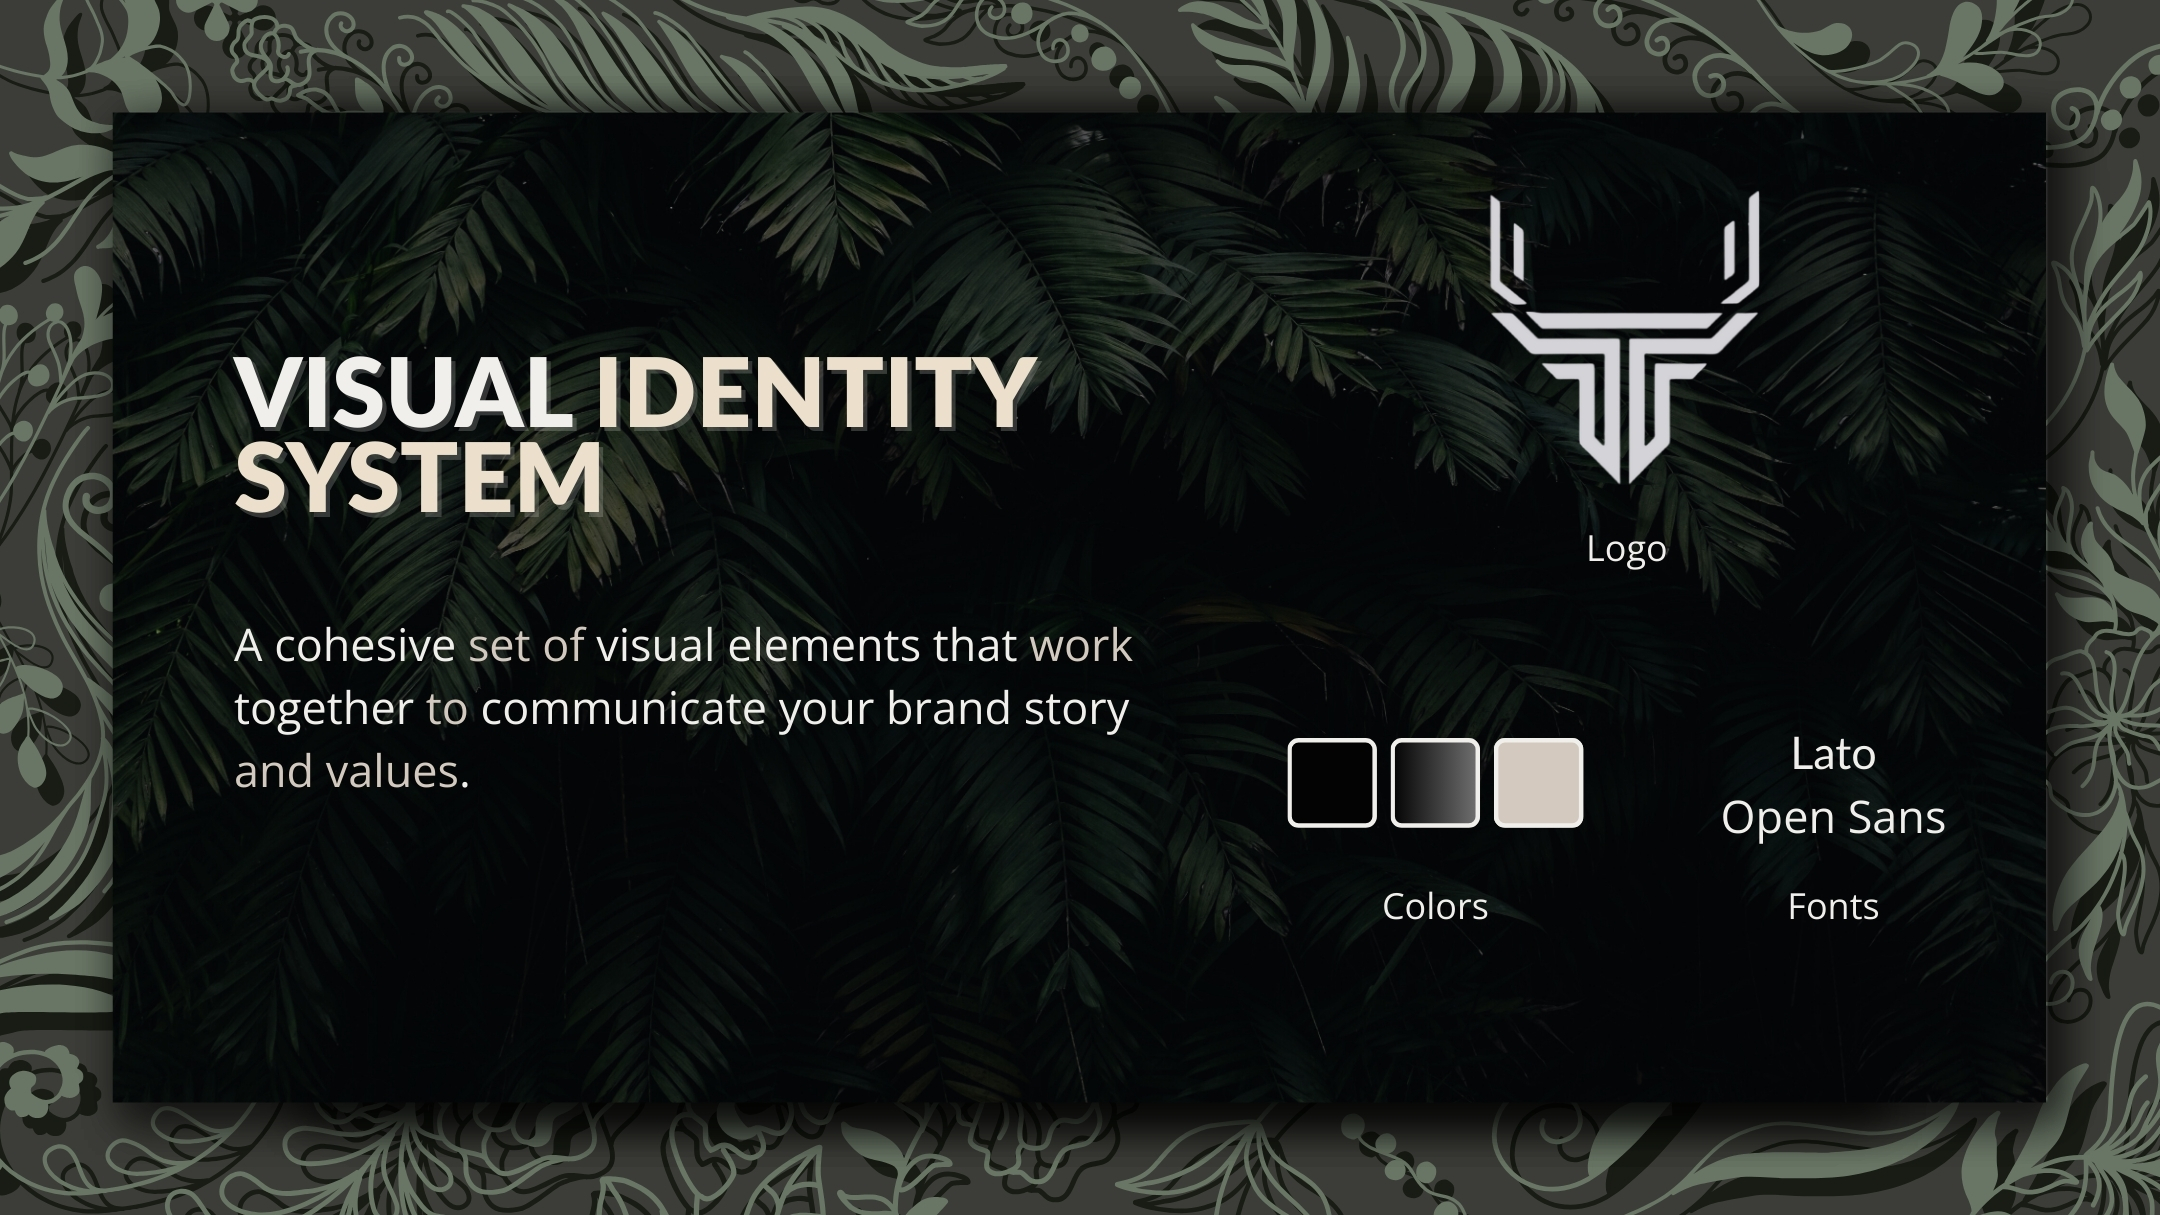 VISUAL IDENTITY
SYSTEM
A cohesive set of visual elements that work
together to communicate your brand story
and values.
Logo
Lato
Open Sans
Colors
Fonts